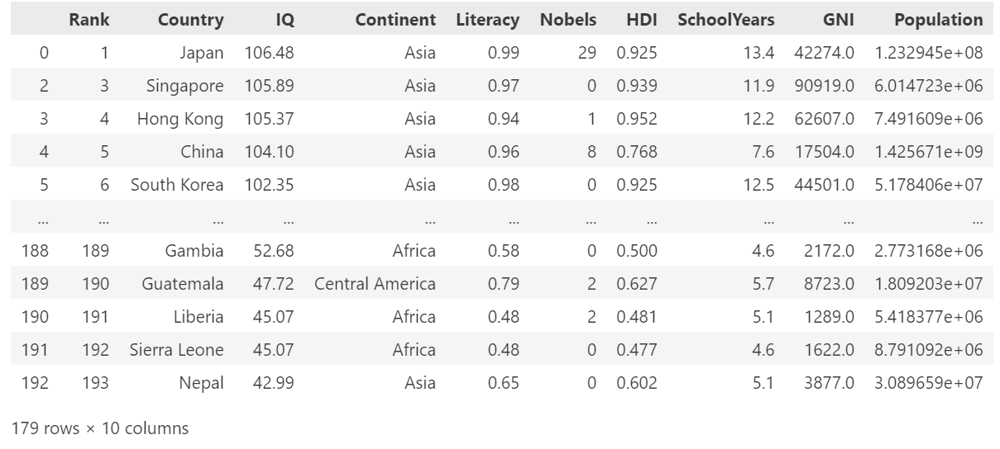 Rank Country IQ Continent Literacy Nobels HDI SchoolYears GNI Population
0 1 Japan 106.48 Asia 0.99 29 0.925 13.4 42274.0 1.232945e+08
2 3 Singapore 105.89 Asia 0.97 0 0.939 11.9 90919.0 6.014723e+06
3 4 Hong Kong 105.37 Asia 0.94 1 0.952 12.2 62607.0 7.491609e+06
4 5 China 104.10 Asia 0.96 8 0.768 7.6 17504.0 1.425671e+09
5 6 South Korea 102.35 Asia 0.98 0 0.925 12.5 44501.0 5.178406e+07
... ... ... ... ... ... ... ... ... ... ...
188 189 Gambia 52.68 Africa 0.58 0 0.500 4.6 2172.0 2.773168e+06
189 190 Guatemala 47.72 Central America 0.79 2 0.627 5.7 8723.0 1.809203e+07
190 191 Liberia 45.07 Africa 0.48 2 0.481 5.1 1289.0 5.418377e+06
191 192 Sierra Leone 45.07 Africa 0.48 0 0.477 4.6 1622.0 8.791092e+06
192 193 Nepal 42.99 Asia 0.65 0 0.602 5.1 3877.0 3.089659e+07
179 rows × 10 columns